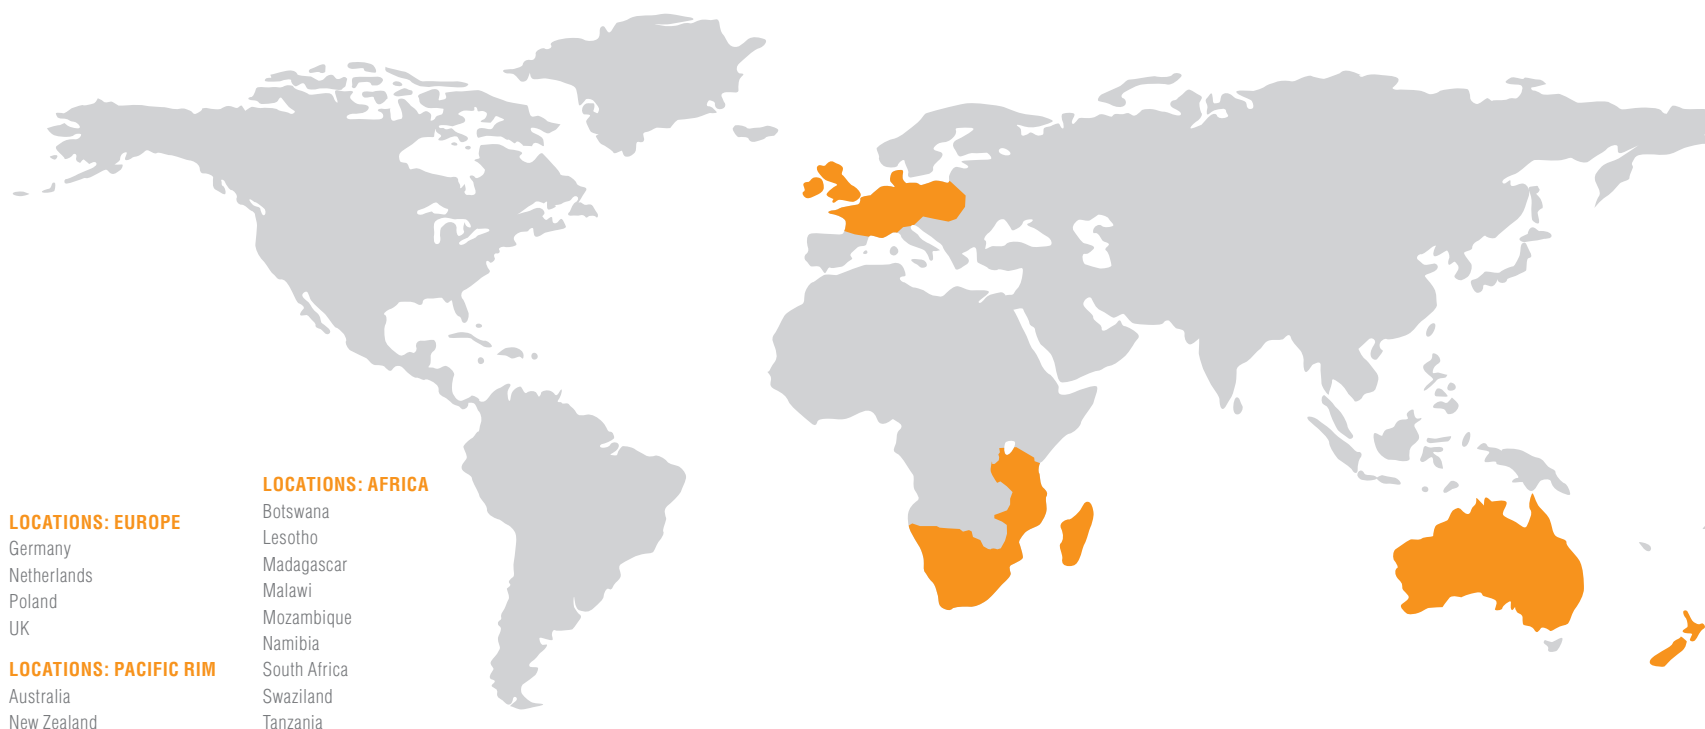 LOCATIONS: EUROPE
Germany
Netherlands
Poland
UK
LOCATIONS: PACIFIC RIM
Australia
New Zealand
LOCATIONS: AFRICA
Botswana
Lesotho
Madagascar
Malawi
Mozambique
Namibia
South Africa
Swaziland
Tanzania